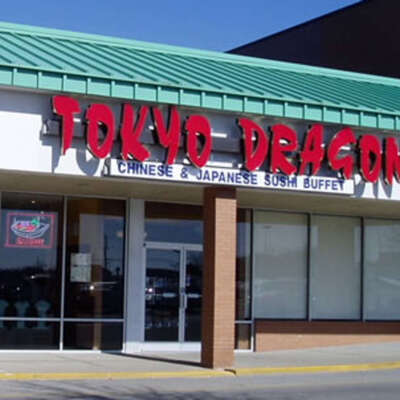 TOKYO DRAGON
CHINESE & JAPANESE SUSHI BUFFET